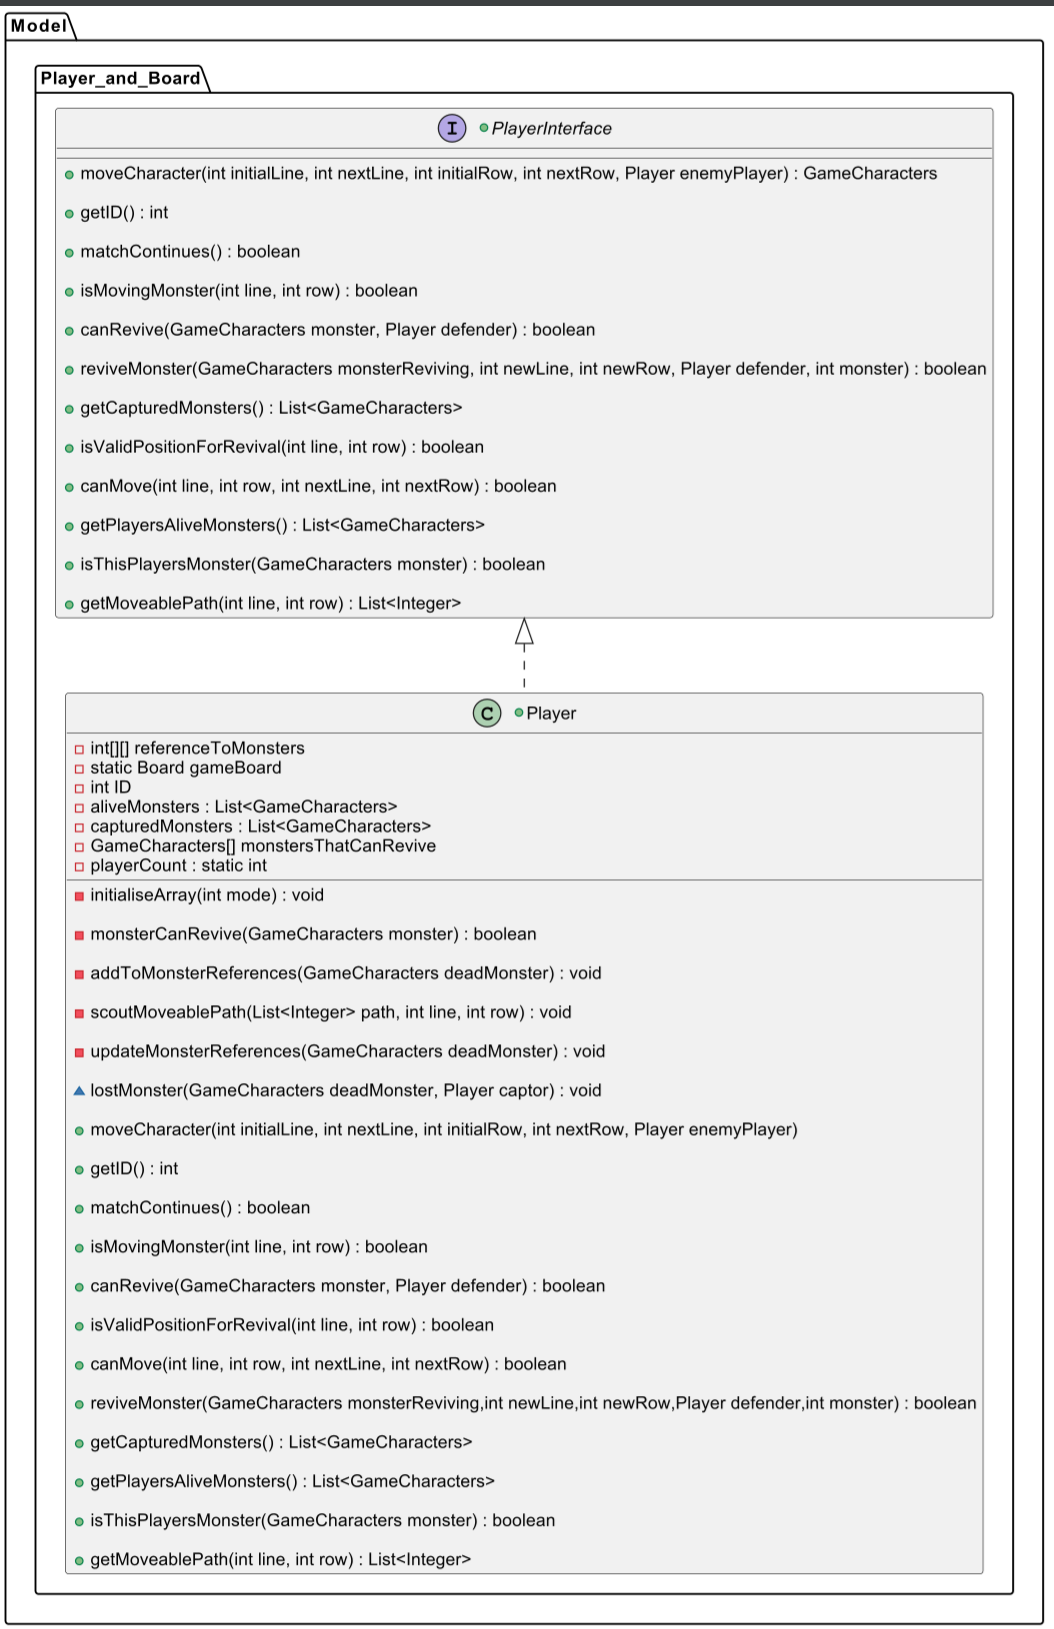 Model
Player_and_Board
I PlayerInterface
moveCharacter(int initialLine, int nextLine, int initialRow, int nextRow, Player enemyPlayer) : GameCharacters
getID() : int
matchContinues() : boolean
isMovingMonster(int line, int row) : boolean
canRevive(GameCharacters monster, Player defender) : boolean
reviveMonster(GameCharacters monsterReviving, int newLine, int newRow, Player defender, int monster) : boolean
getCapturedMonsters() : List<GameCharacters>
isValidPositionForRevival(int line, int row) : boolean
canMove(int line, int row, int nextLine, int nextRow) : boolean
getPlayersAliveMonsters() : List<GameCharacters>
isThisPlayersMonster(GameCharacters monster) : boolean
getMoveablePath(int line, int row) : List<Integer>
C Player
int[][] referenceToMonsters
static Board gameBoard
int ID
aliveMonsters : List<GameCharacters>
capturedMonsters : List<GameCharacters>
GameCharacters[] monstersThatCanRevive
playerCount : static int
initialiseArray(int mode) : void
monsterCanRevive(GameCharacters monster) : boolean
addToMonsterReferences(GameCharacters deadMonster) : void
scoutMoveablePath(List<Integer> path, int line, int row) : void
updateMonsterReferences(GameCharacters deadMonster) : void
lostMonster(GameCharacters deadMonster, Player captor) : void
moveCharacter(int initialLine, int nextLine, int initialRow, int nextRow, Player enemyPlayer)
getID() : int
matchContinues() : boolean
isMovingMonster(int line, int row) : boolean
canRevive(GameCharacters monster, Player defender) : boolean
isValidPositionForRevival(int line, int row) : boolean
canMove(int line, int row, int nextLine, int nextRow) : boolean
reviveMonster(GameCharacters monsterReviving,int newLine,int newRow,Player defender,int monster) : boolean
getCapturedMonsters() : List<GameCharacters>
getPlayersAliveMonsters() : List<GameCharacters>
isThisPlayersMonster(GameCharacters monster) : boolean
getMoveablePath(int line, int row) : List<Integer>